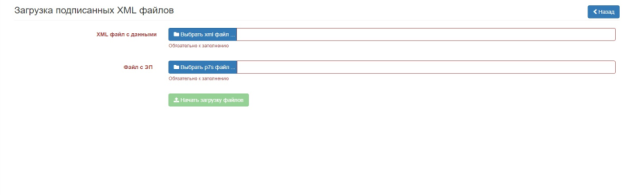 Загрузка подписанных XML файлов
Назад
XML файл с данными
Выбрать xml файл ...
Обязательно к заполнению
Файл с ЭП
Выбрать p7s файл ...
Обязательно к заполнению
Начать загрузку файлов